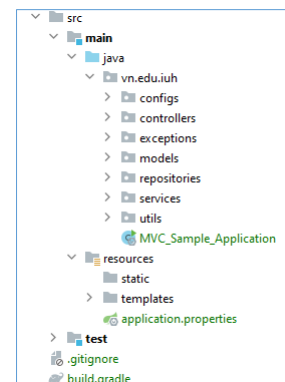 src
main
java
vn.edu.iuh
configs
controllers
exceptions
models
repositories
services
utils
MVC_Sample_Application
resources
static
templates
application.properties
test
.gitignore
build.gradle